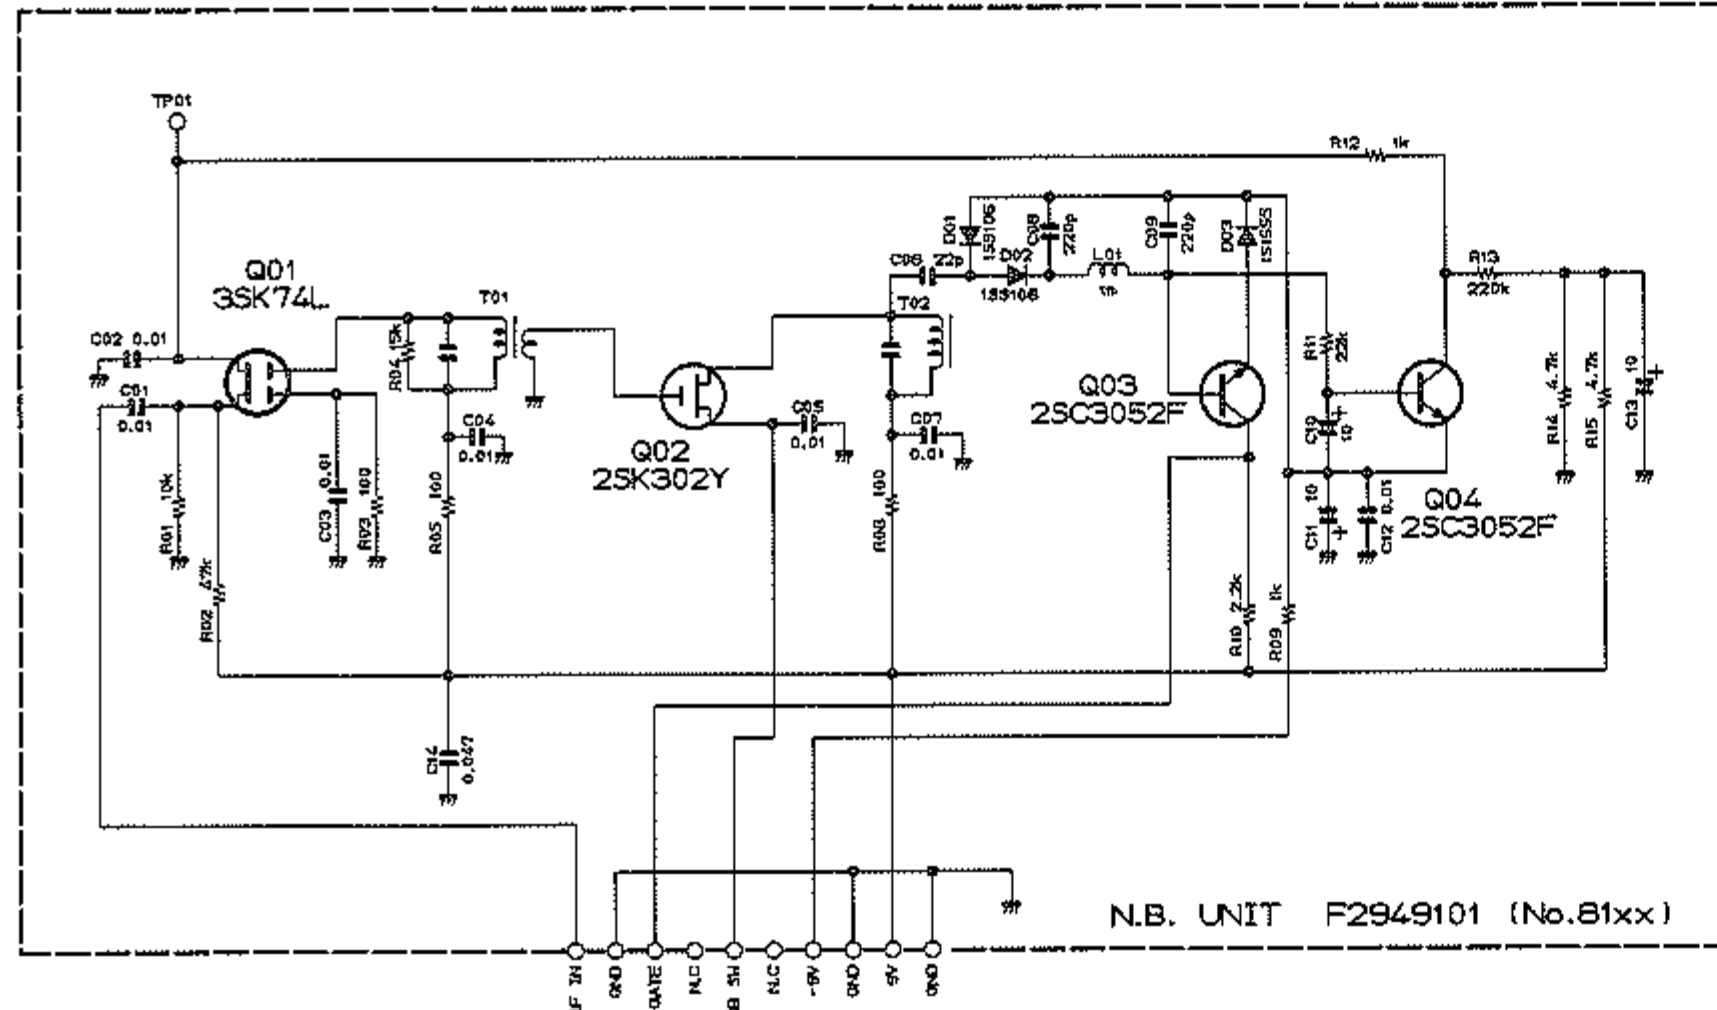 TP01
R12 1k
Q01
3SK74L
T01
C02 0.01
C01
0.01
R04 15k
C04
0.01
R01 10k
R02 47k
C03 0.01
R03 100
R05 100
C14
0.047
Q02
2SK302Y
C05
0.01
C06 22p
D01
1SS106
C08
220p
D02
1SS106
L01
T02
C07
0.01
R08 100
C09
220p
D03
1S1555
Q03
2SC3052F
R11
22k
C10
10
R13
220k
R14 4.7k
R15 4.7k
C13 10
+
C11 10
+
C12 0.01
Q04
2SC3052F
R10 2.2k
R09 1k
N.B. UNIT F2949101 (No.81xx)
IF IN
GND
GATE
N.C
B SW
N.C
GND
GND